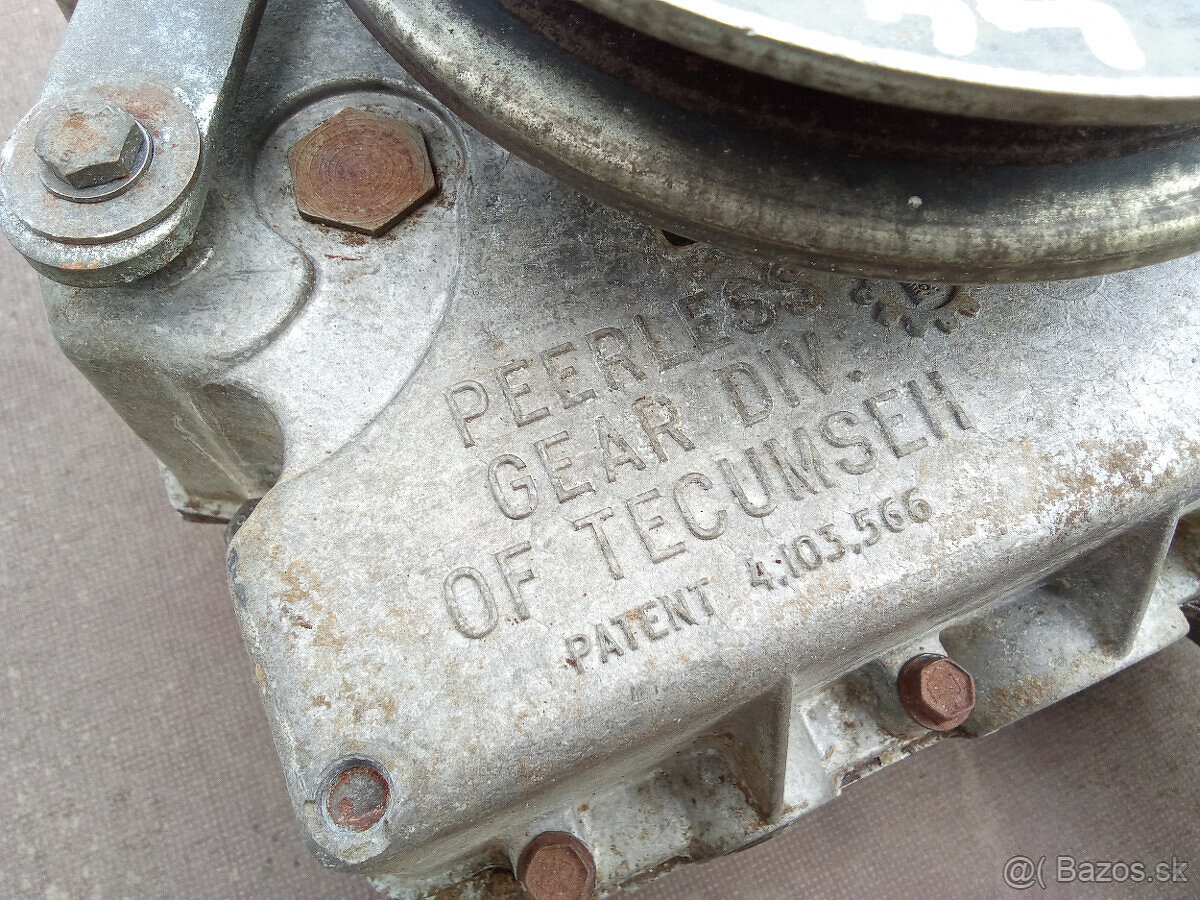 PEERLESS
GEAR DIV.
OF TECUMSEH
PATENT 4,103,566
@( Bazos.sk